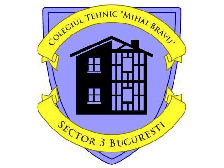 COLEGIUL TEHNIC "MIHAI BRAVU"
SECTOR 3 BUCUREȘTI